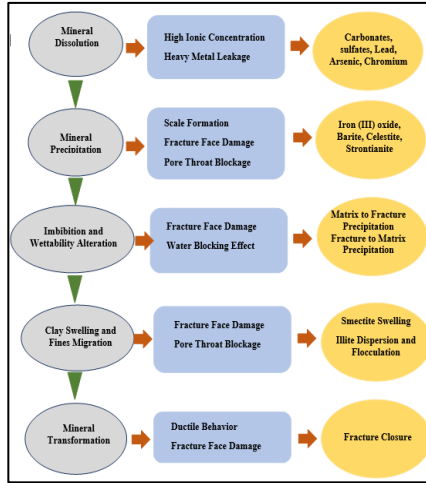 Mineral
Dissolution
High Ionic Concentration
Heavy Metal Leakage
Carbonates,
sulfates, Lead,
Arsenic, Chromium
Mineral
Precipitation
Scale Formation
Fracture Face Damage
Pore Throat Blockage
Iron (III) oxide,
Barite, Celestite,
Strontianite
Imbibition and
Wettability Alteration
Fracture Face Damage
Water Blocking Effect
Matrix to Fracture
Precipitation
Fracture to Matrix
Precipitation
Clay Swelling and
Fines Migration
Fracture Face Damage
Pore Throat Blockage
Smectite Swelling
Illite Dispersion and
Flocculation
Mineral
Transformation
Ductile Behavior
Fracture Face Damage
Fracture Closure